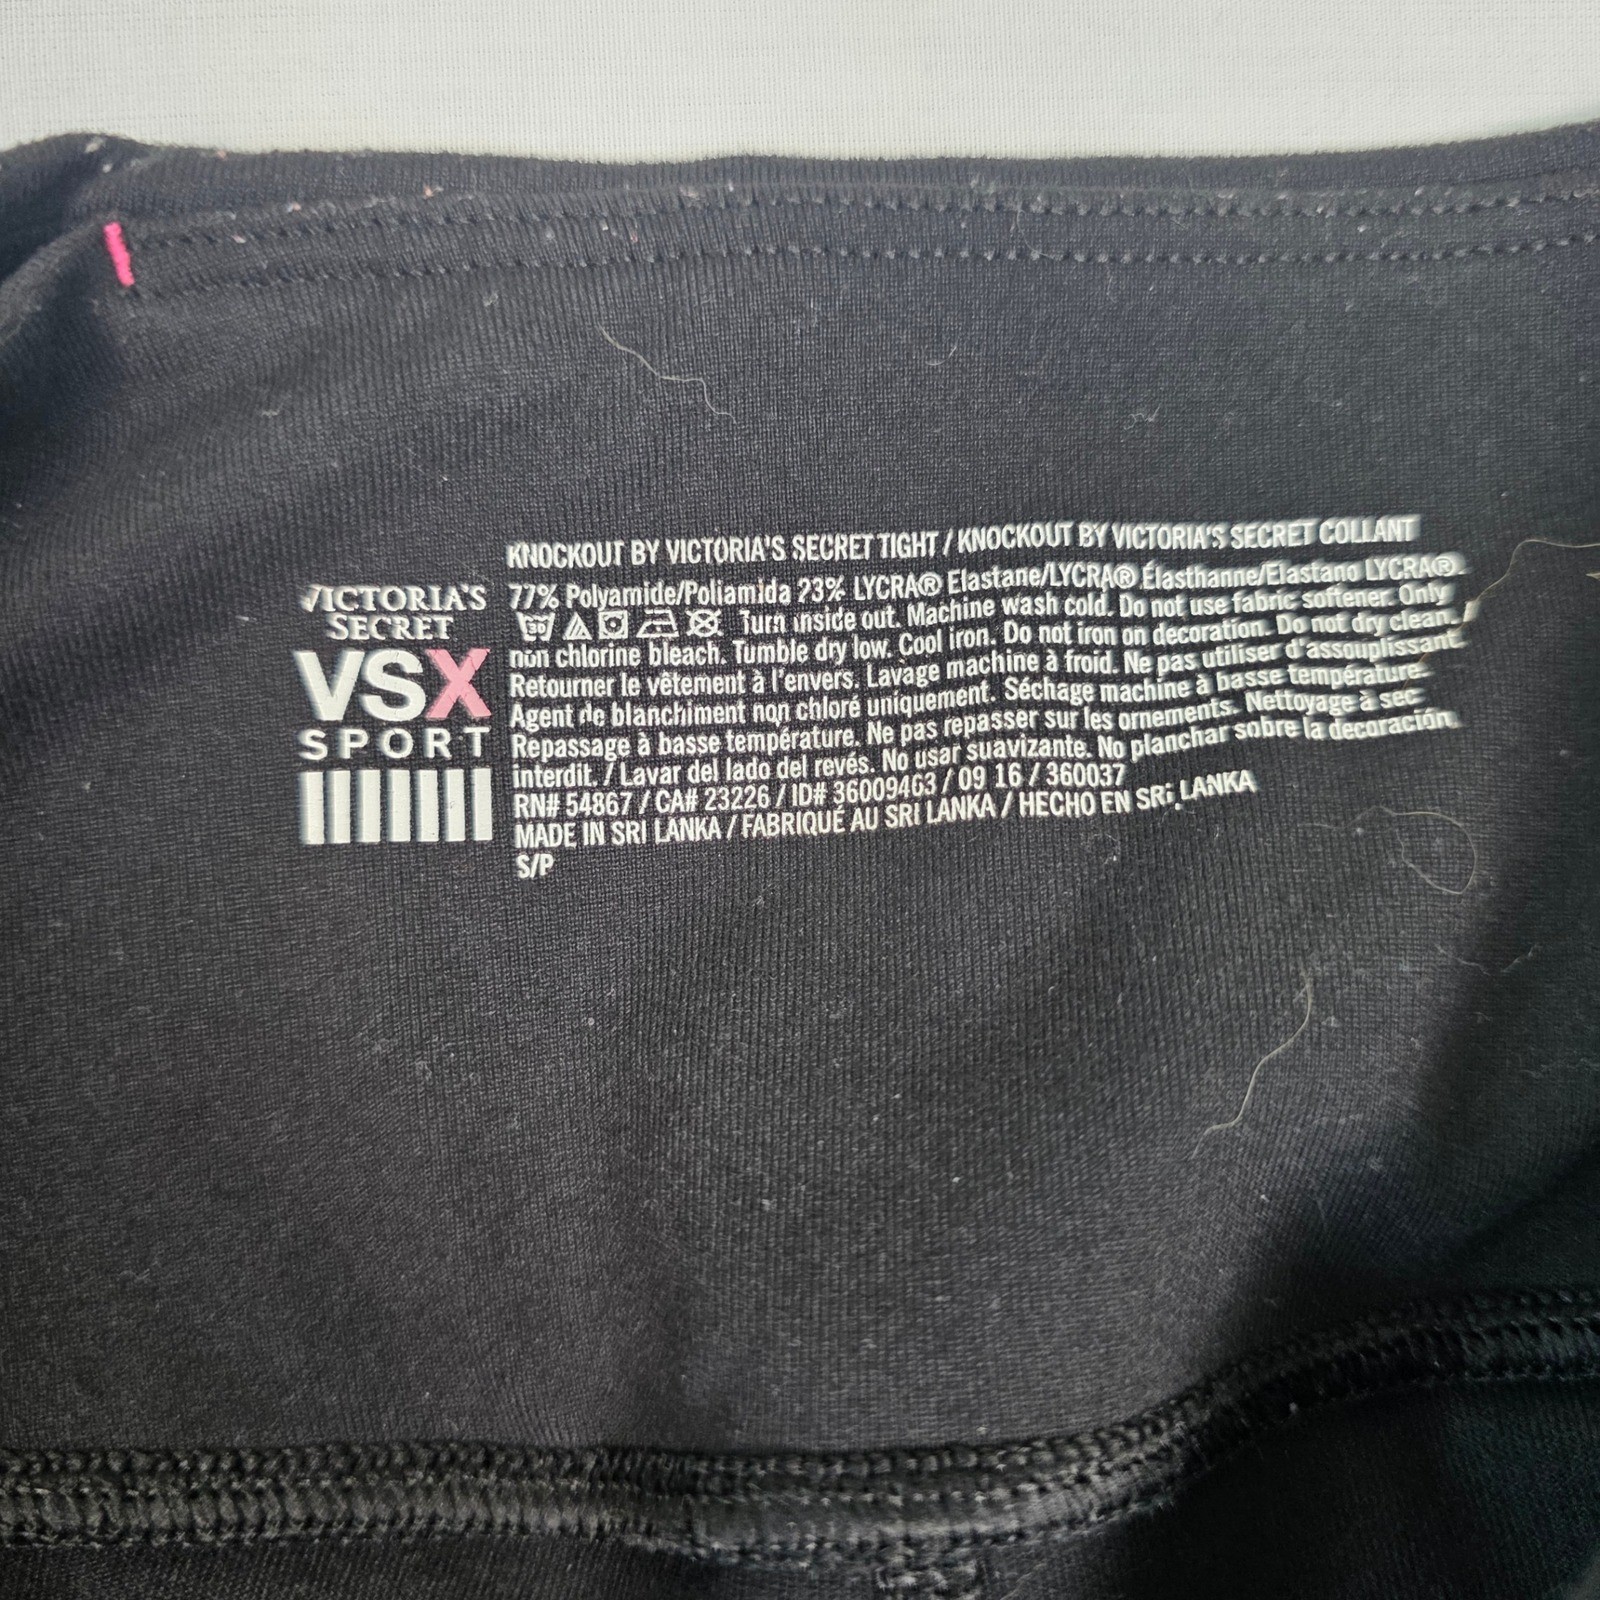 VICTORIA'S
SECRET
VSX
SPORT
KNOCKOUT BY VICTORIA'S SECRET TIGHT / KNOCKOUT BY VICTORIA'S SECRET COLLANT
77% Polyamide/Poliamida 23% LYCRA® Elastane/LYCRA® Élasthanne/Elastano LYCRA®
30 Turn inside out. Machine wash cold. Do not use fabric softener. Only
non chlorine bleach. Tumble dry low. Cool iron. Do not iron on decoration. Do not dry clean./
Retourner le vêtement à l'envers. Lavage machine à froid. Ne pas utiliser d'assouplissant.
Agent de blanchiment non chloré uniquement. Séchage machine à basse température.
Repassage à basse température. Ne pas repasser sur les ornements. Nettoyage à sec
interdit. / Lavar del lado del revés. No usar suavizante. No planchar sobre la decoración.
RN# 54867 / CA# 23226 / ID# 36009463 / 09 16 / 360037
MADE IN SRI LANKA / FABRIQUÉ AU SRI LANKA / HECHO EN SRI LANKA
S/P